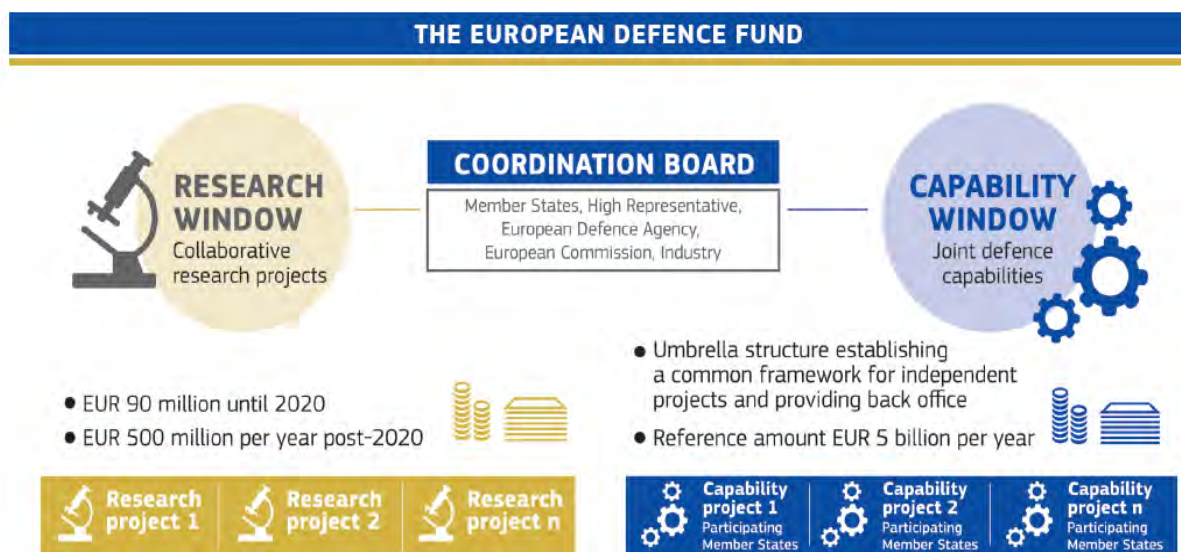 THE EUROPEAN DEFENCE FUND
RESEARCH
WINDOW
Collaborative
research projects
COORDINATION BOARD
Member States, High Representative,
European Defence Agency,
European Commission, Industry
CAPABILITY
WINDOW
Joint defence
capabilities
● EUR 90 million until 2020
● EUR 500 million per year post-2020
● Umbrella structure establishing
a common framework for independent
projects and providing back office
● Reference amount EUR 5 billion per year
Research
project 1
Research
project 2
Research
project n
Capability
project 1
Participating
Member States
Capability
project 2
Participating
Member States
Capability
project n
Participating
Member States